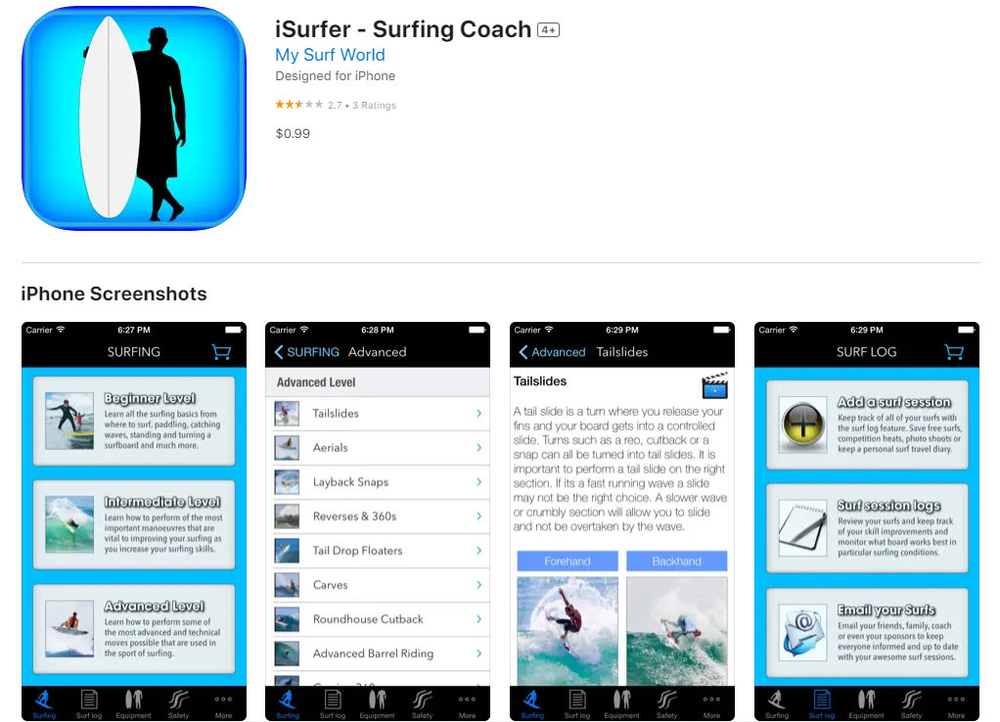 iSurfer - Surfing Coach 4+
My Surf World
Designed for iPhone
2.7 • 3 Ratings
$0.99
iPhone Screenshots
Carrier 6:27 PM
SURFING
Beginner Level
Learn all the surfing basics from
where to surf, paddling, catching
waves, standing and turning a
surfboard and much more.
Intermediate Level
Learn how to perform of the most
important manoeuvres that are
vital to improving your surfing as
you increase your surfing skills.
Advanced Level
Learn how to perform some of
the most advanced and technical
moves possible that are used in
the sport of surfing.
Surfing Surf log Equipment Safety More
Carrier 6:28 PM
SURFING Advanced
Advanced Level
Tailslides
Aerials
Layback Snaps
Reverses & 360s
Tail Drop Floaters
Carves
Roundhouse Cutback
Advanced Barrel Riding
Surfing Surf log Equipment Safety More
Carrier 6:29 PM
Advanced Tailslides
Tailslides
A tail slide is a turn where you release your
fins and your board gets into a controlled
slide. Turns such as a reo, cutback or a
snap can all be turned into tail slides. It is
important to perform a tail slide on the right
section. If its a fast running wave a slide
may not be the right choice. A slower wave
or crumbly section will allow you to slide
and not be overtaken by the wave.
Forehand Backhand
Surfing Surf log Equipment Safety More
Carrier 6:29 PM
SURF LOG
Add a surf session
Keep track of all of your surfs with
the surf log feature. Save free surfs,
competition heats, photo shoots or
keep a personal surf travel diary.
Surf session logs
Review your surfs and keep track
of your skill improvements and
monitor what board works best in
particular surfing conditions.
Email your Surfs
Email your friends, family, coach
or even your sponsors to keep
everyone informed and up to date
with your awesome surf sessions.
Surfing Surf log Equipment Safety More